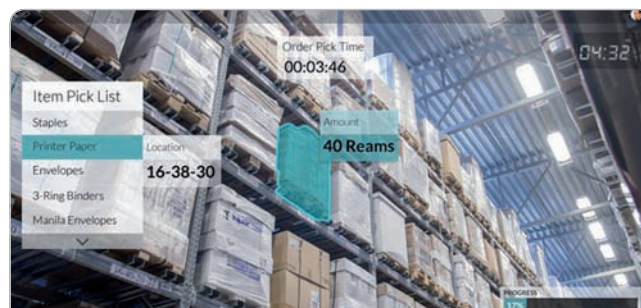 Order Pick Time
00:03:46
04:32
Item Pick List
Staples
Printer Paper
Envelopes
3-Ring Binders
Manila Envelopes
Location
16-38-30
Amount
40 Reams
PROGRESS
17%